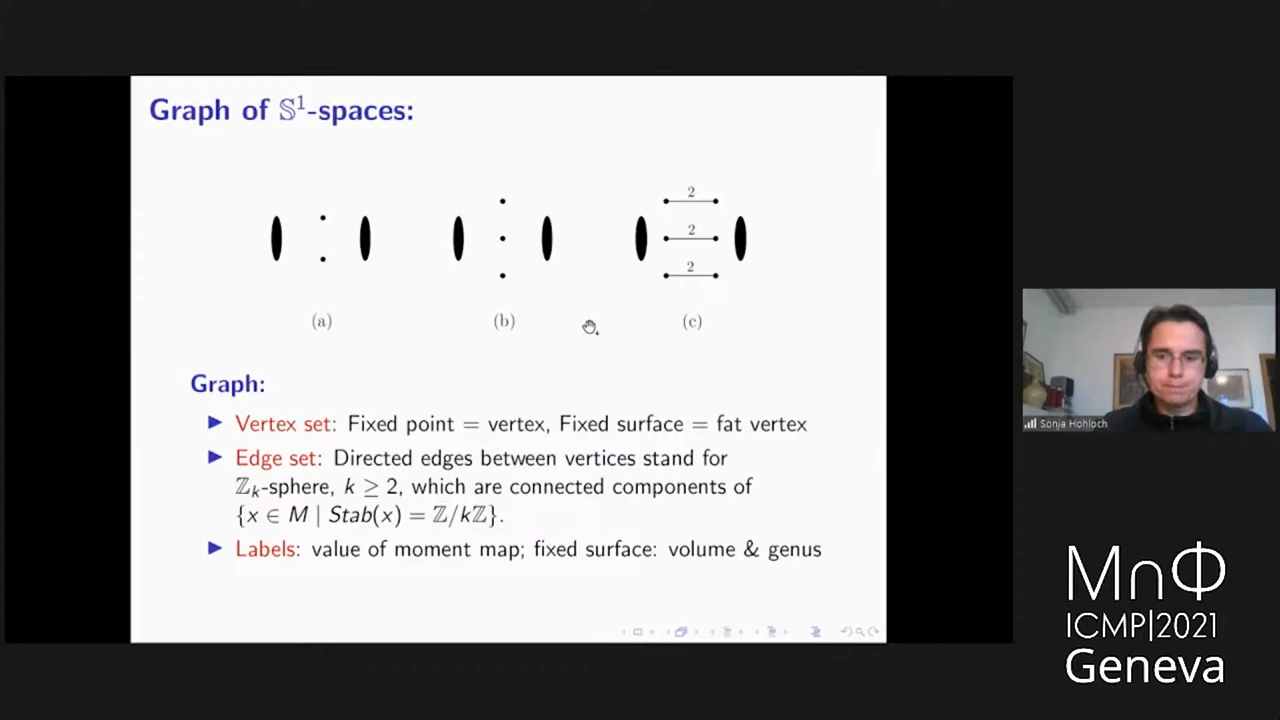 Graph of 𝕊¹-spaces:
2
2
2
(a) (b) (c)
Graph:
Vertex set: Fixed point = vertex, Fixed surface = fat vertex
Edge set: Directed edges between vertices stand for
ℤₖ-sphere, k ≥ 2, which are connected components of
{x ∈ M | Stab(x) = ℤ/kℤ}.
Labels: value of moment map; fixed surface: volume & genus
Sonja Hohloch
M∩Φ
ICMP|2021
Geneva